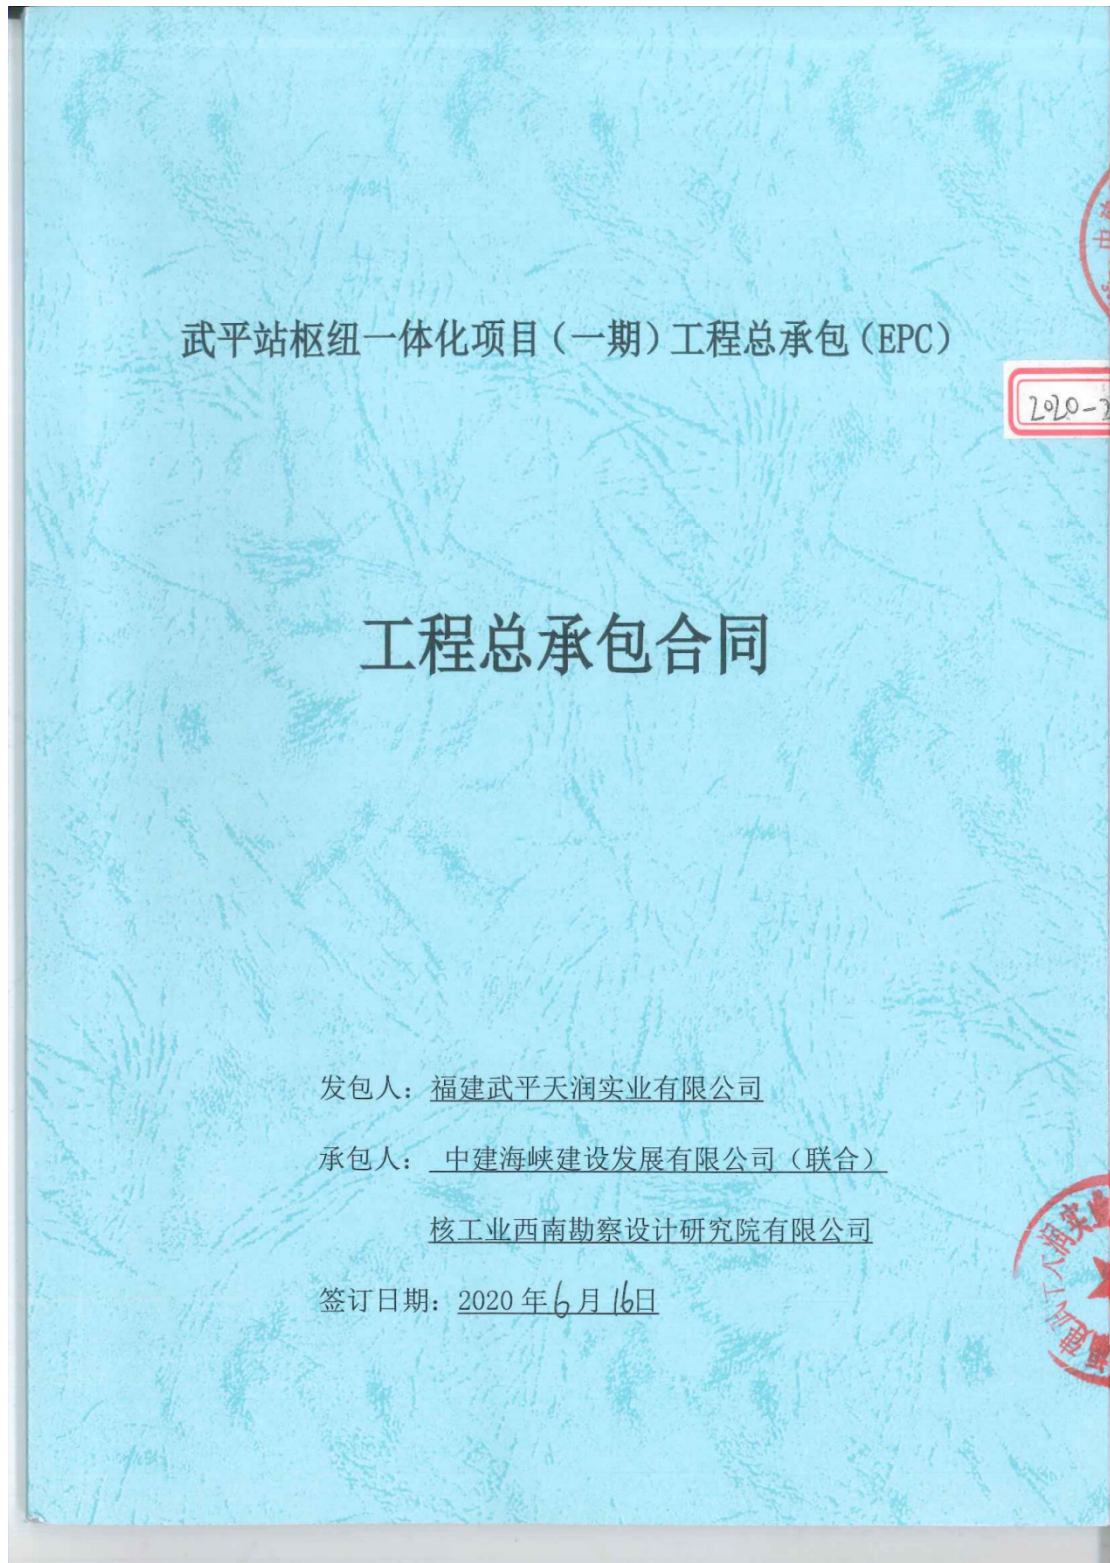 武平站枢纽一体化项目（一期）工程总承包（EPC）
2020-2
工程总承包合同
发包人：福建武平天润实业有限公司
承包人：中建海峡建设发展有限公司（联合）
核工业西南勘察设计研究院有限公司
签订日期：2020年6月16日